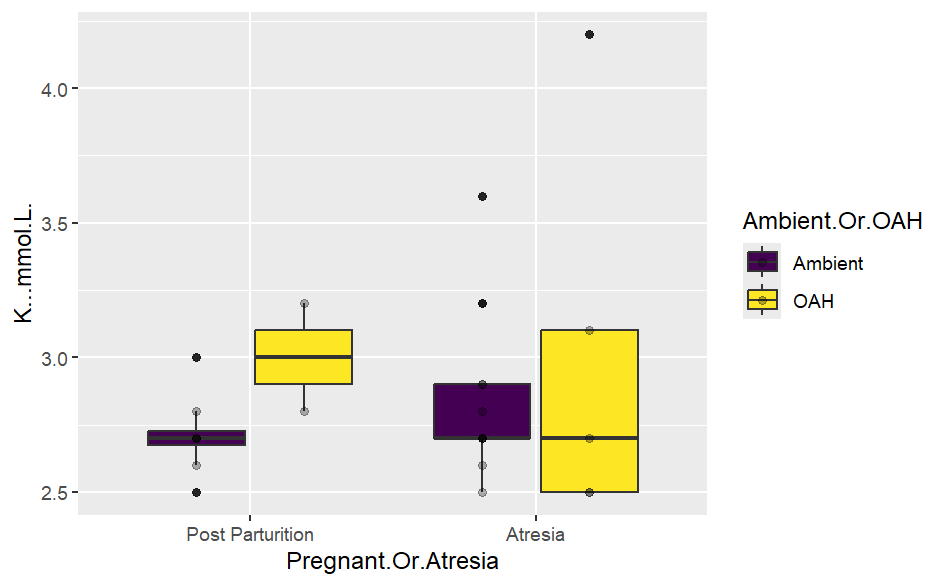 4.0
3.5
3.0
2.5
K...mmol.L.
Post Parturition
Atresia
Pregnant.Or.Atresia
Ambient.Or.OAH
Ambient
OAH